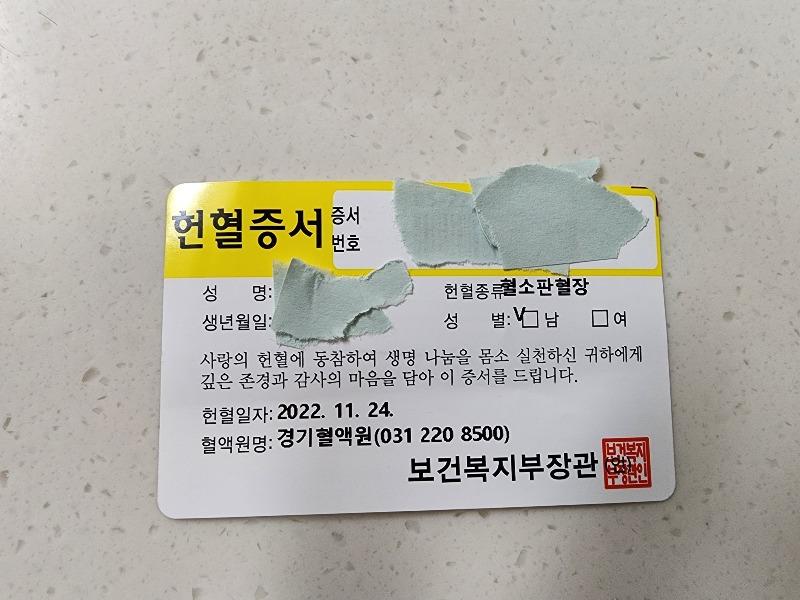 헌혈증서 증서
번호
성 명:
헌혈종류 혈소판혈장
생년월일:
성 별: V□남 □여
사랑의 헌혈에 동참하여 생명 나눔을 몸소 실천하신 귀하에게
깊은 존경과 감사의 마음을 담아 이 증서를 드립니다.
헌혈일자: 2022. 11. 24.
혈액원명: 경기혈액원(031 220 8500)
보건복지부장관